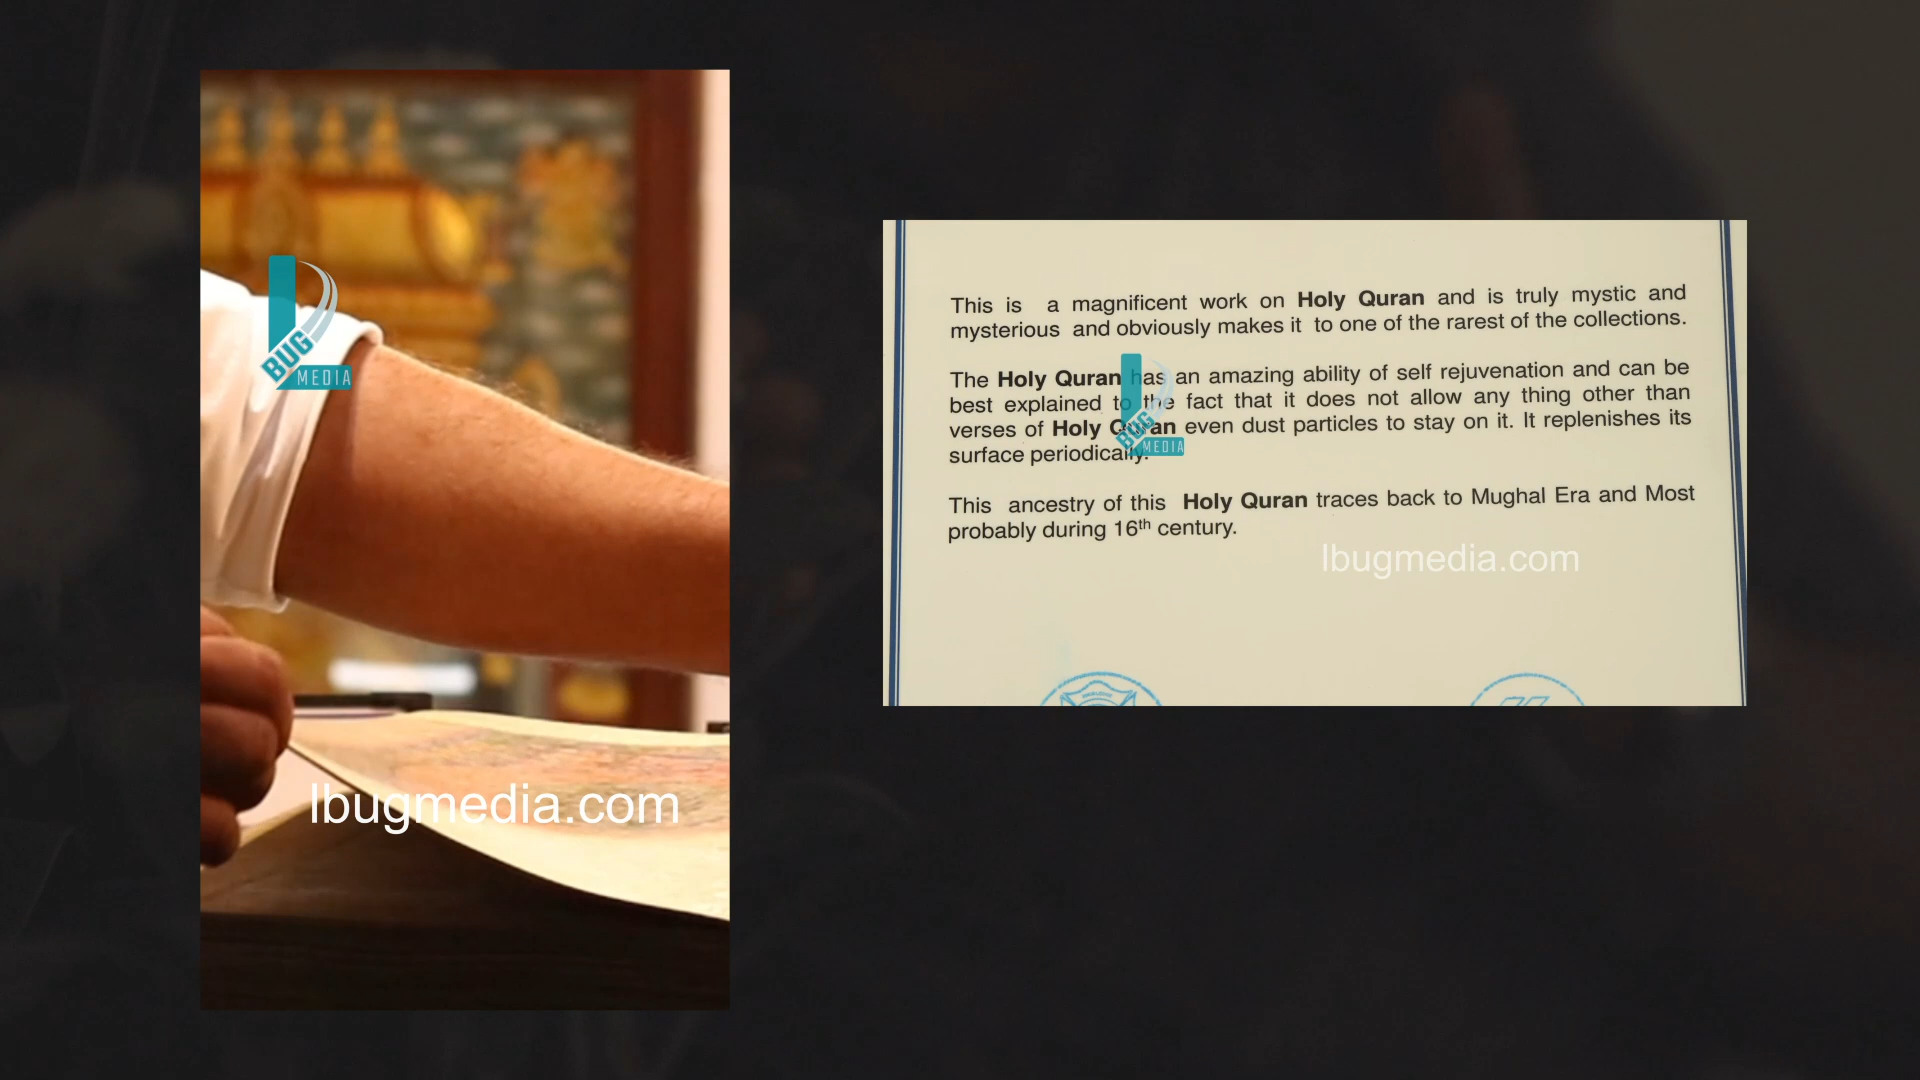 BUG
MEDIA
lbugmedia.com
This is a magnificent work on Holy Quran and is truly mystic and
mysterious and obviously makes it to one of the rarest of the collections.
The Holy Quran has an amazing ability of self rejuvenation and can be
best explained to the fact that it does not allow any thing other than
verses of Holy Quran even dust particles to stay on it. It replenishes its
surface periodically.
BUG
MEDIA
This ancestry of this Holy Quran traces back to Mughal Era and Most
probably during 16th century.
lbugmedia.com